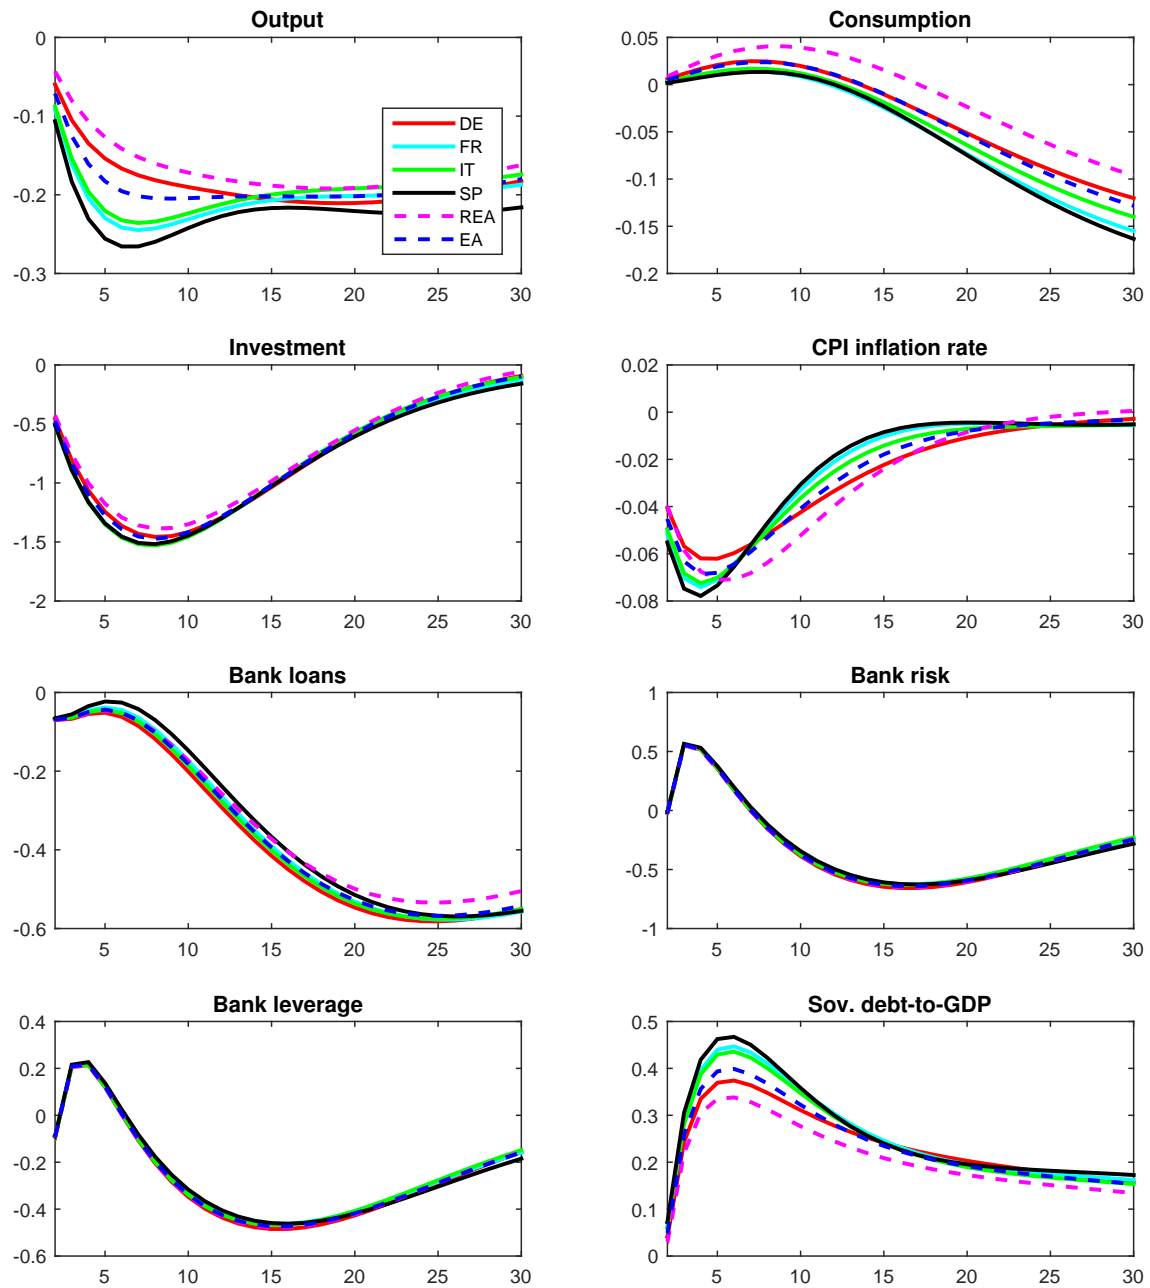 Output
0
-0.1
-0.2
-0.3
5 10 15 20 25 30
DE
FR
IT
SP
REA
EA
Consumption
0.05
0
-0.05
-0.1
-0.15
-0.2
5 10 15 20 25 30
Investment
0
-0.5
-1
-1.5
-2
5 10 15 20 25 30
CPI inflation rate
0.02
0
-0.02
-0.04
-0.06
-0.08
5 10 15 20 25 30
Bank loans
0
-0.2
-0.4
-0.6
5 10 15 20 25 30
Bank risk
1
0.5
0
-0.5
-1
5 10 15 20 25 30
Bank leverage
0.4
0.2
0
-0.2
-0.4
-0.6
5 10 15 20 25 30
Sov. debt-to-GDP
0.5
0.4
0.3
0.2
0.1
0
5 10 15 20 25 30